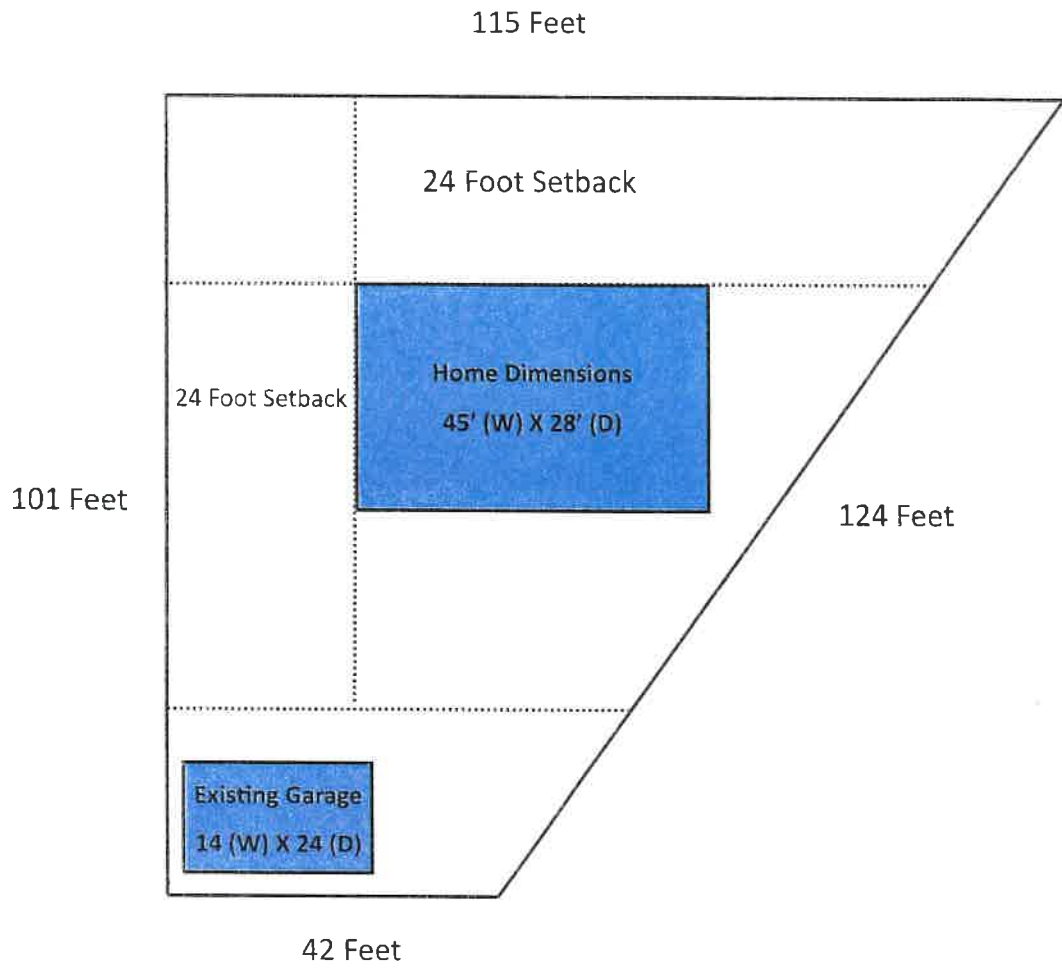 115 Feet
24 Foot Setback
Home Dimensions
45' (W) X 28' (D)
24 Foot Setback
101 Feet
124 Feet
Existing Garage
14 (W) X 24 (D)
42 Feet